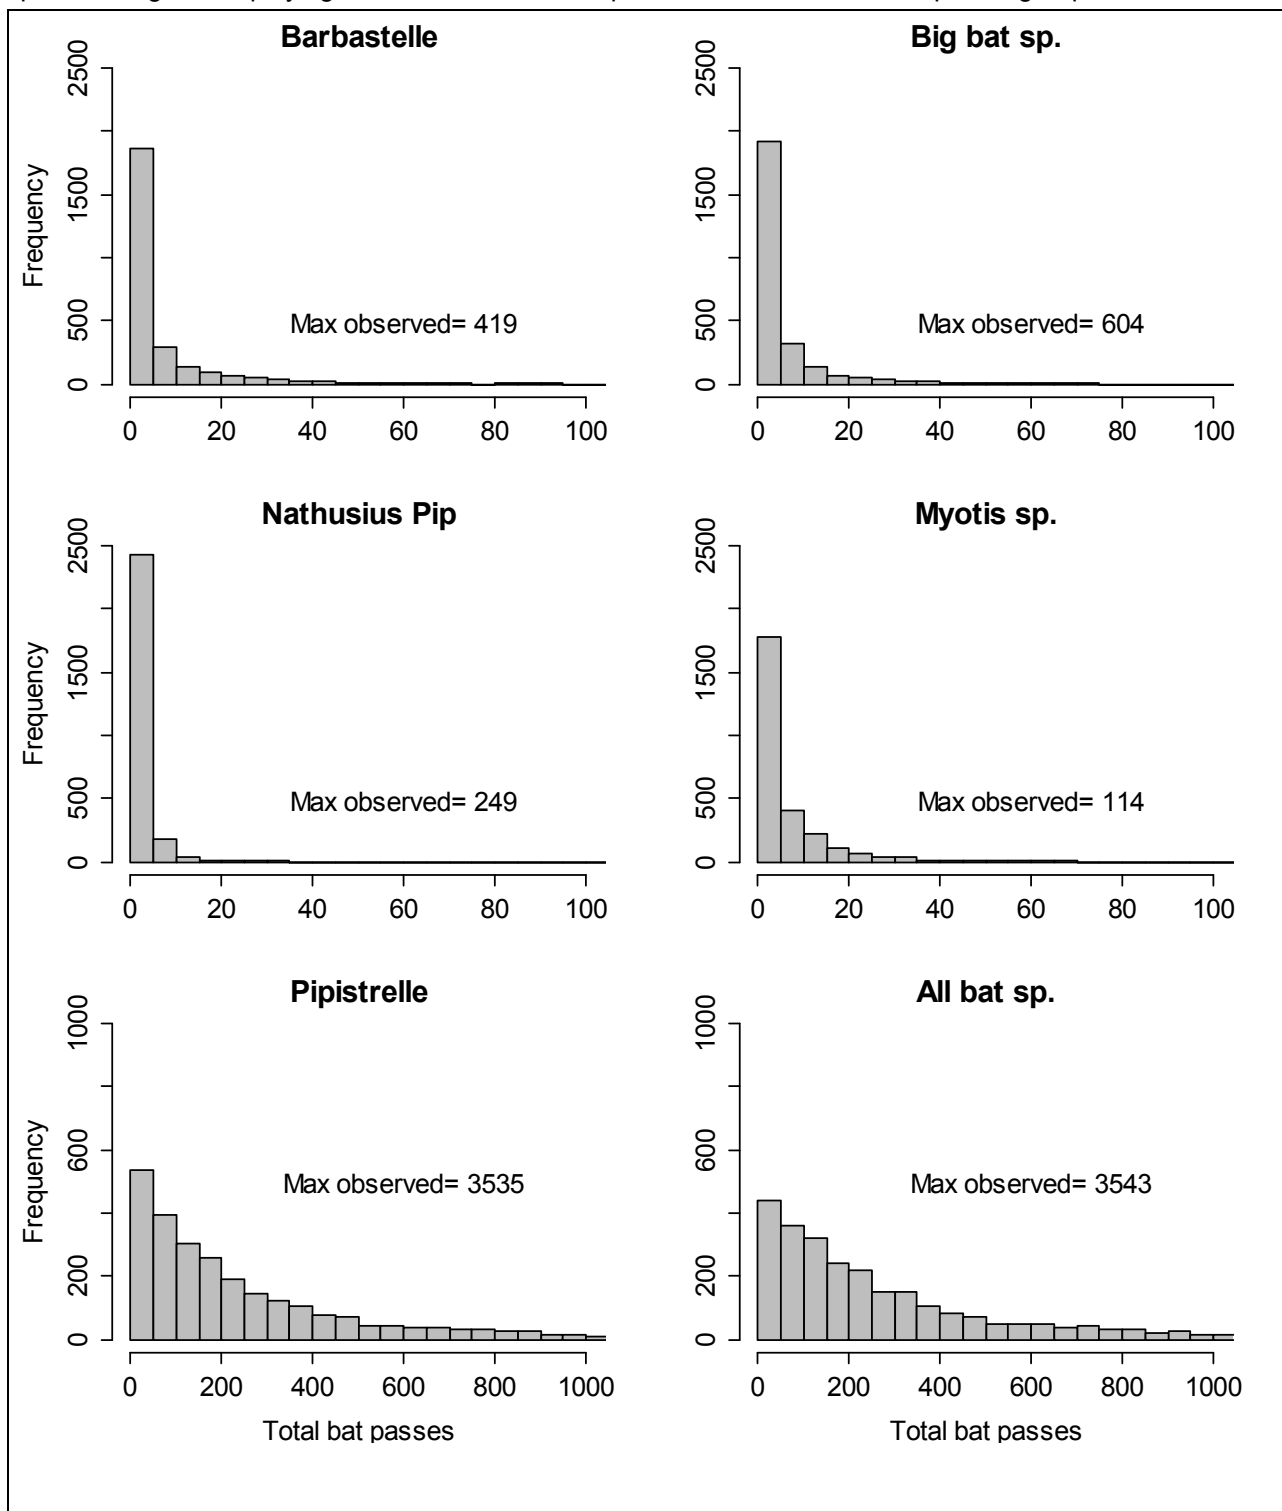 Barbastelle
Frequency
2500
1500
500
0
Max observed= 419
0 20 40 60 80 100
Big bat sp.
2500
1500
500
0
Max observed= 604
0 20 40 60 80 100
Nathusius Pip
Frequency
2500
1500
500
0
Max observed= 249
0 20 40 60 80 100
Myotis sp.
2500
1500
500
0
Max observed= 114
0 20 40 60 80 100
Pipistrelle
Frequency
1000
600
200
0
Max observed= 3535
0 200 400 600 800 1000
Total bat passes
All bat sp.
1000
600
200
0
Max observed= 3543
0 200 400 600 800 1000
Total bat passes